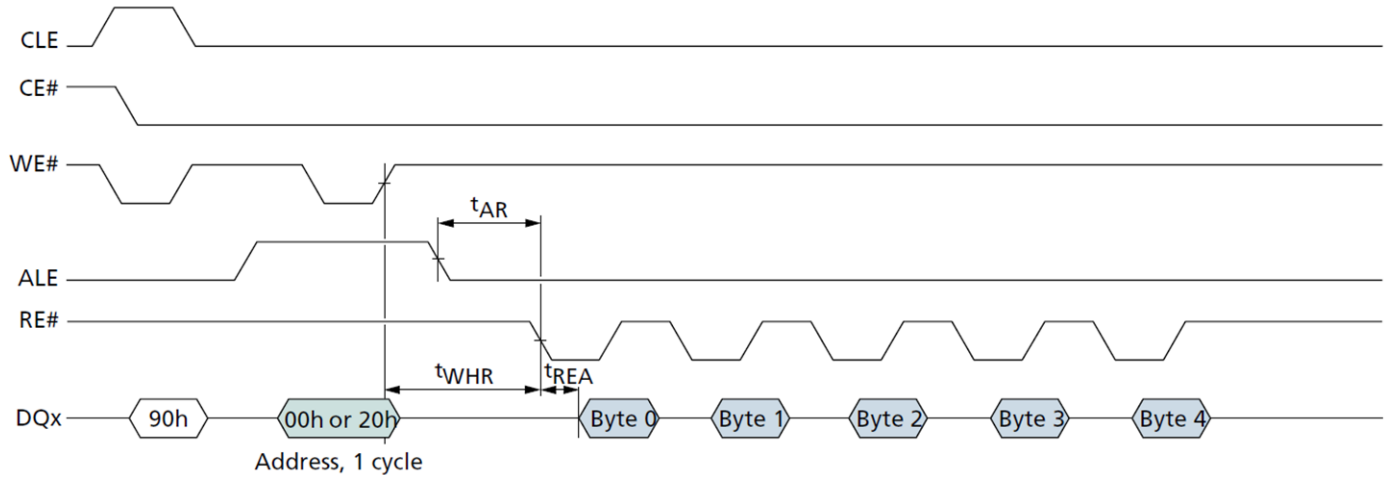 CLE
CE#
WE#
tAR
ALE
RE#
tWHR tREA
DQx 90h 00h or 20h Byte 0 Byte 1 Byte 2 Byte 3 Byte 4
Address, 1 cycle